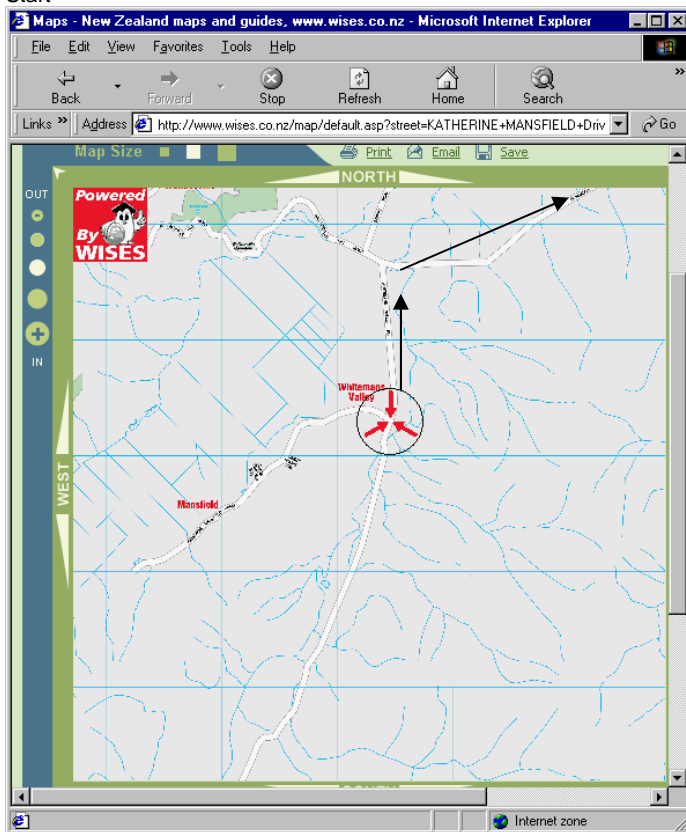 Start
Maps - New Zealand maps and guides, www.wises.co.nz - Microsoft Internet Explorer
File Edit View Favorites Tools Help
Back Forward Stop Refresh Home Search »
Links » Address http://www.wises.co.nz/map/default.asp?street=KATHERINE+MANSFIELD+Driv Go
Map Size Print Email Save
NORTH
OUT
Powered
By
WISES
IN
Whitemans
Valley
WEST
Mansfield
Internet zone